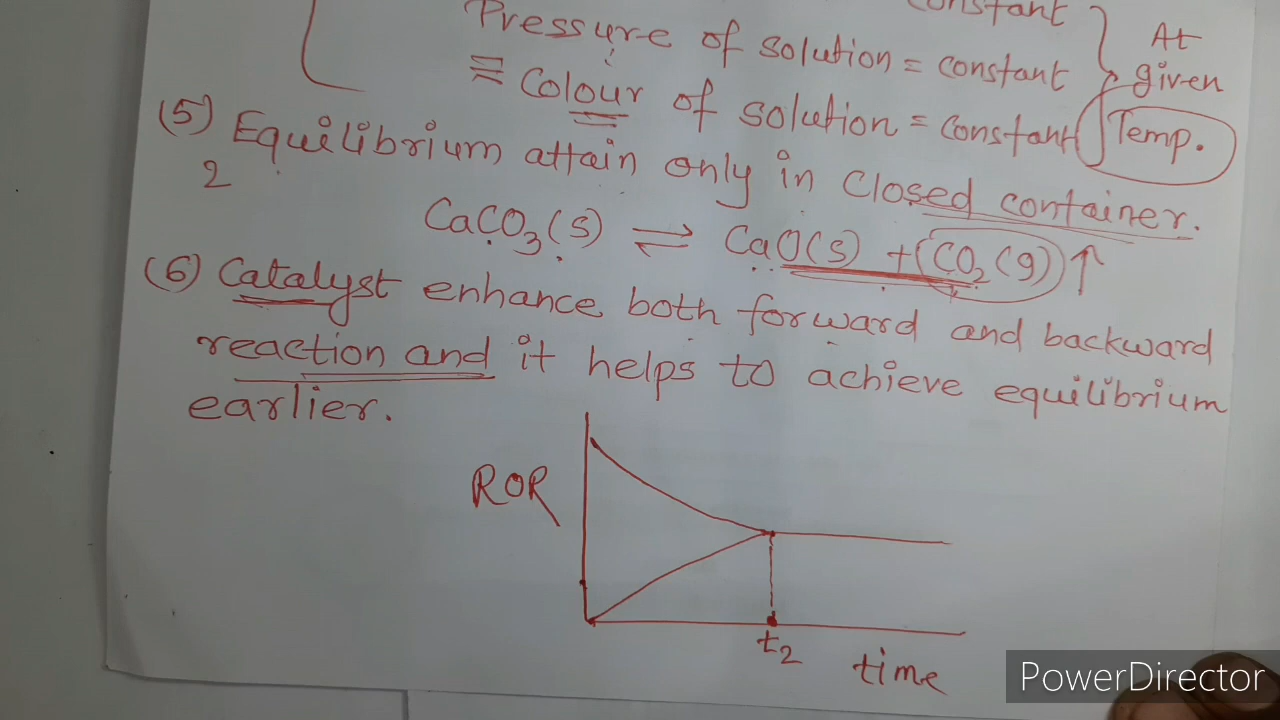 constant
Pressure of solution = constant
At given Temp.
≡ Colour of solution = constant
(5) Equilibrium attain only in closed container.
2
CaCO₃(s) ⇌ CaO(s) + CO₂(g) ↑
(6) Catalyst enhance both forward and backward
reaction and it helps to achieve equilibrium
earlier.
ROR
t₂
time
PowerDirector